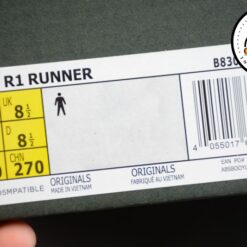 R1 RUNNER
B830
UK
8½
D
8½
CHN
270
ORIGINALS
MADE IN VIETNAM
ORIGINALS
FABRIQUÉ AU VIETNAM
4 055017
EAN